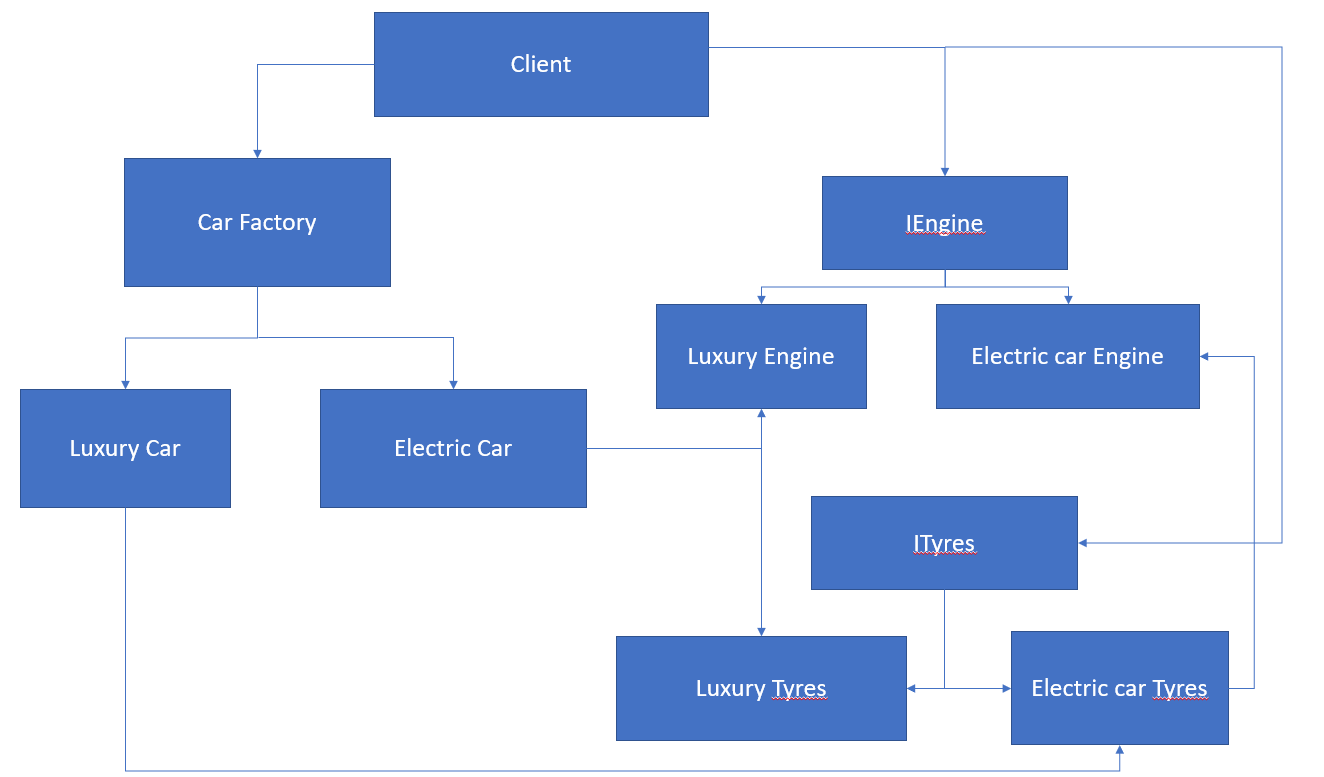 Client
Car Factory
IEngine
Luxury Engine
Electric car Engine
Luxury Car
Electric Car
ITyres
Luxury Tyres
Electric car Tyres